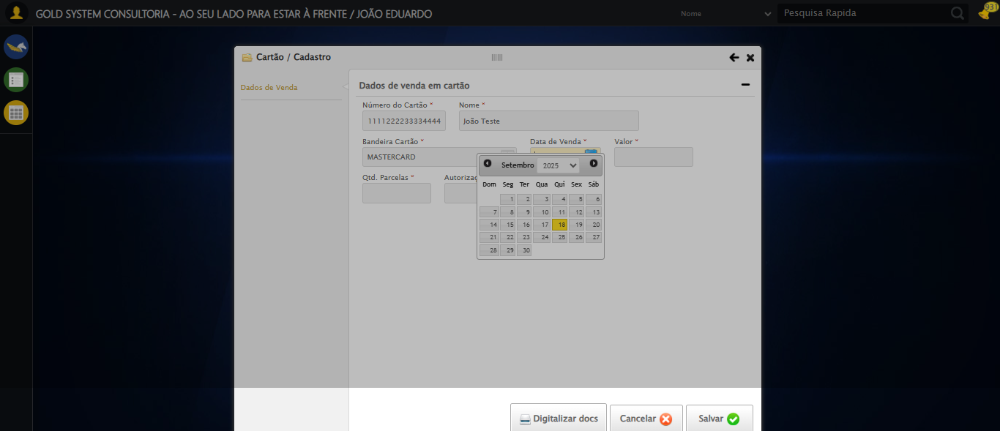 GOLD SYSTEM CONSULTORIA - AO SEU LADO PARA ESTAR À FRENTE / JOÃO EDUARDO
Nome
Pesquisa Rapida
931
Cartão / Cadastro
Dados de Venda
Dados de venda em cartão
Número do Cartão * Nome *
1111222233334444 João Teste
Bandeira Cartão * Data de Venda * Valor *
MASTERCARD
Qtd. Parcelas *
Setembro 2025
Dom Seg Ter Qua Qui Sex Sáb
1 2 3 4 5 6
7 8 9 10 11 12 13
14 15 16 17 18 19 20
21 22 23 24 25 26 27
28 29 30
Digitalizar docs Cancelar Salvar